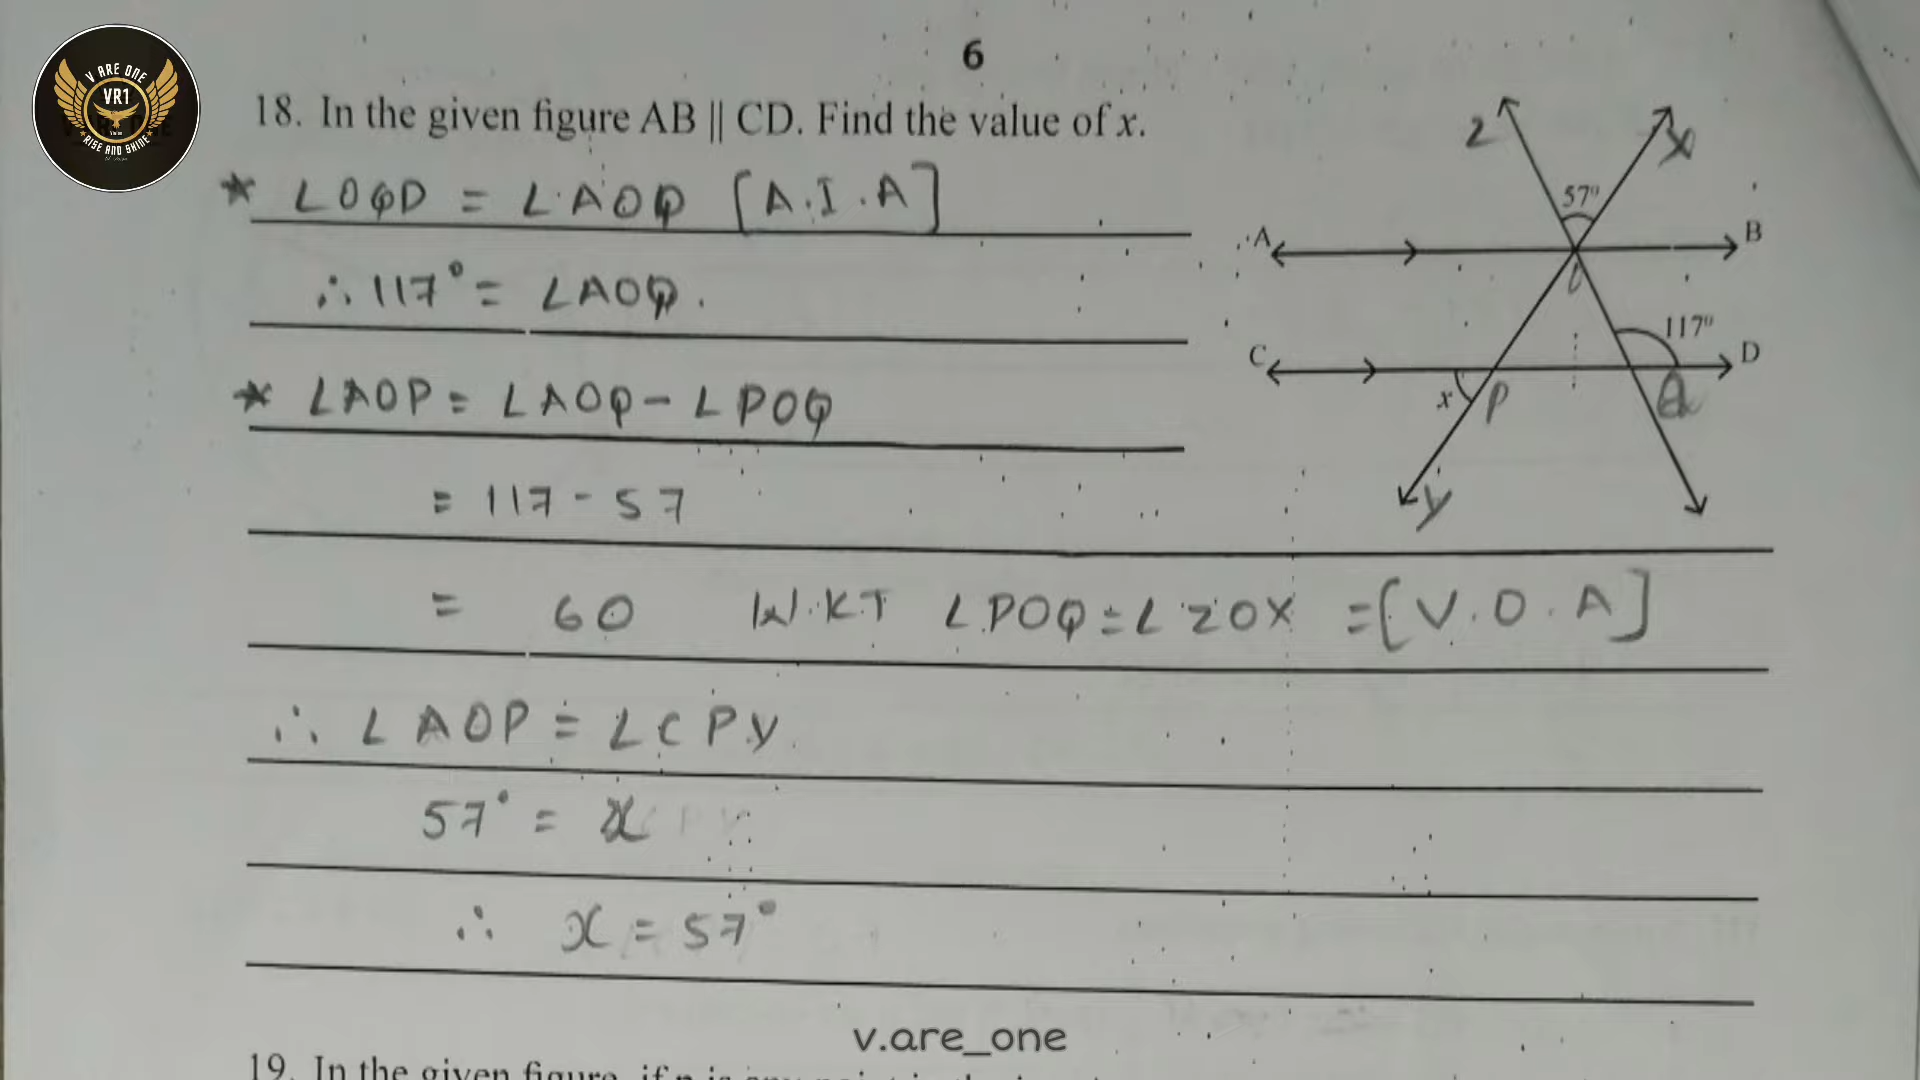 6
V ARE ONE
VR1
RISE AND SHINE
18. In the given figure AB || CD. Find the value of x.
* ∠OQD = ∠AOQ [A.I.A]
∴ 117° = ∠AOQ.
* ∠AOP = ∠AOQ - ∠POQ
= 117 - 57
= 60 W.K.T ∠POQ = ∠ZOX = [V.O.A]
∴ ∠AOP = ∠CPY
57° = x
∴ x = 57°
Z
X
57°
A
B
117°
C
D
x
P
Q
y
v.are_one
19. In the given figure, if